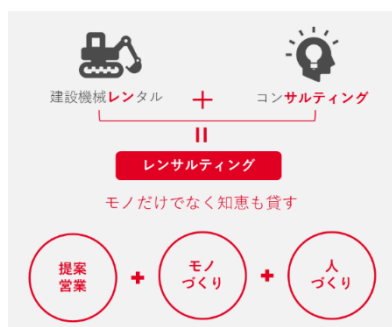 建設機械レンタル + コンサルティング
=
レンサルティング
モノだけでなく知恵も貸す
提案
営業
+
モノ
づくり
+
人
づくり